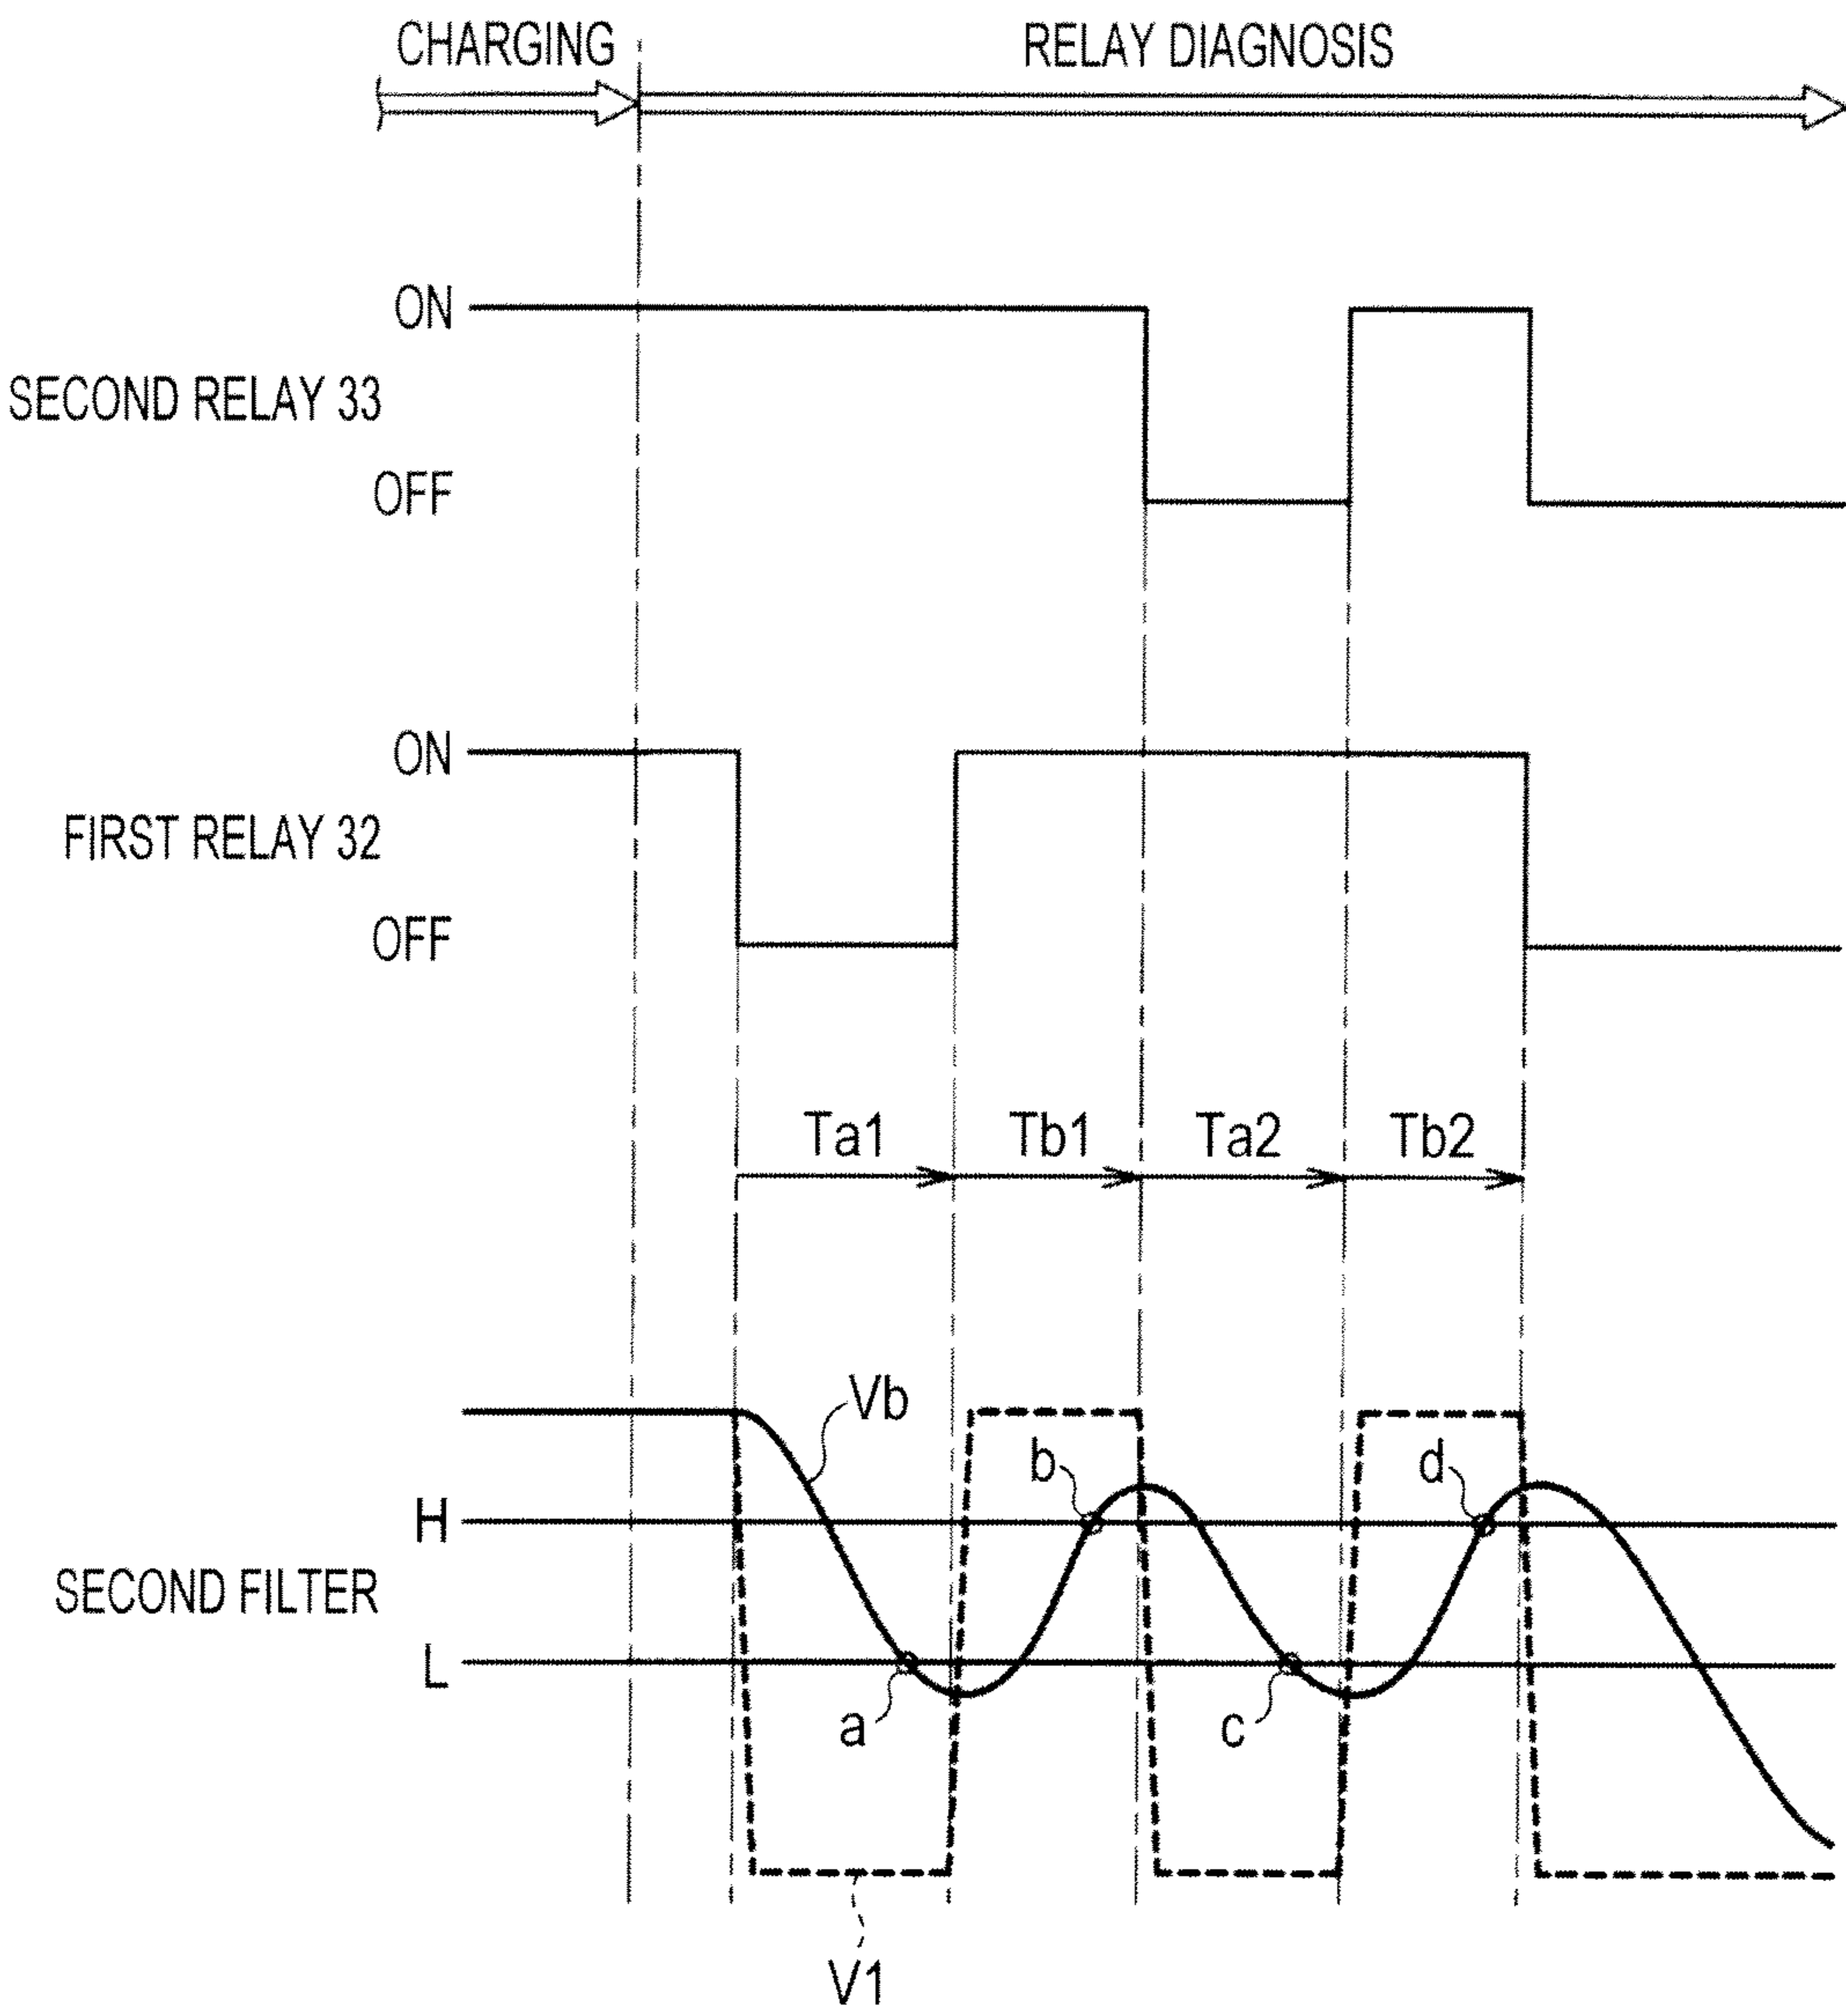 CHARGING
RELAY DIAGNOSIS
ON
SECOND RELAY 33
OFF
ON
FIRST RELAY 32
OFF
Ta1
Tb1
Ta2
Tb2
Vb
b
d
H
SECOND FILTER
L
a
c
V1